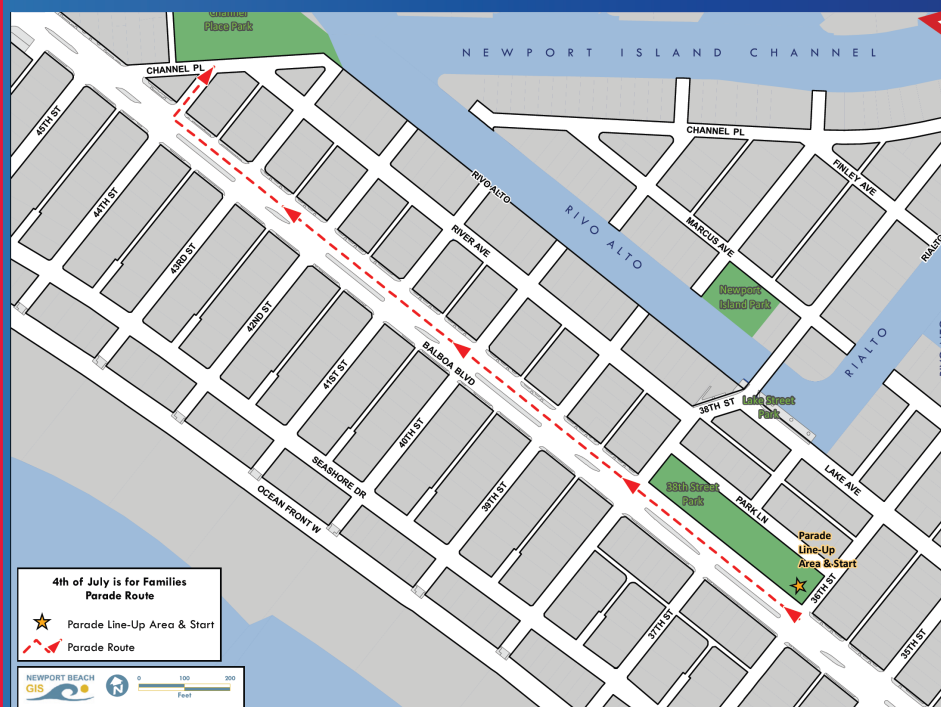 Channel
Place Park
NEWPORT ISLAND CHANNEL
CHANNEL PL
CHANNEL PL
45TH ST
FINLEY AVE
RIVO ALTO
RIVO ALTO
44TH ST
MARCUS AVE
RIVER AVE
43RD ST
Newport
Island Park
42ND ST
RIALTO
41ST ST
BALBOA BLVD
38TH ST
Lake Street
Park
40TH ST
SEASHORE DR
LAKE AVE
OCEAN FRONT W
39TH ST
38th Street
Park
PARK LN
Parade
Line-Up
Area & Start
36TH ST
37TH ST
35TH ST
4th of July is for Families
Parade Route
Parade Line-Up Area & Start
Parade Route
NEWPORT BEACH
GIS
N
0 100 200
Feet